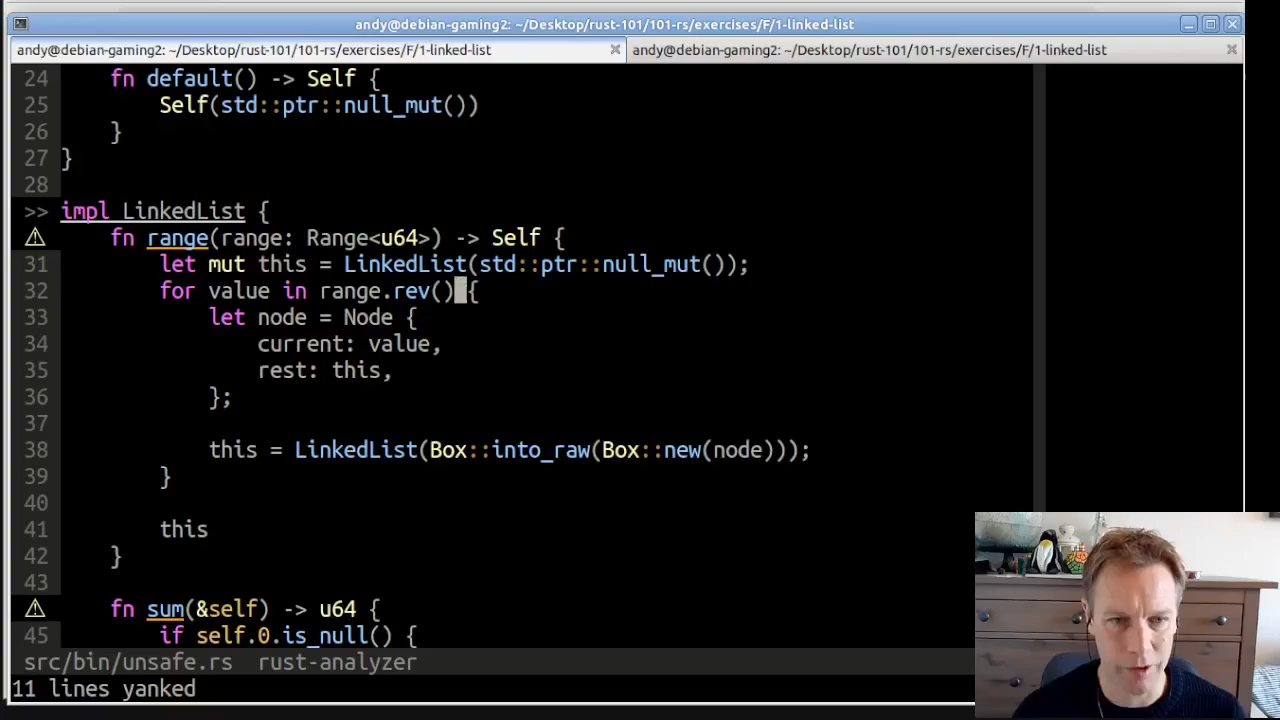 andy@debian-gaming2: ~/Desktop/rust-101/101-rs/exercises/F/1-linked-list
andy@debian-gaming2: ~/Desktop/rust-101/101-rs/exercises/F/1-linked-list
andy@debian-gaming2: ~/Desktop/rust-101/101-rs/exercises/F/1-linked-list
24 fn default() -> Self {
25 Self(std::ptr::null_mut())
26 }
27 }
28
>> impl LinkedList {
⚠ fn range(range: Range<u64>) -> Self {
31 let mut this = LinkedList(std::ptr::null_mut());
32 for value in range.rev() {
33 let node = Node {
34 current: value,
35 rest: this,
36 };
37
38 this = LinkedList(Box::into_raw(Box::new(node)));
39 }
40
41 this
42 }
43
⚠ fn sum(&self) -> u64 {
45 if self.0.is_null() {
src/bin/unsafe.rs rust-analyzer
11 lines yanked